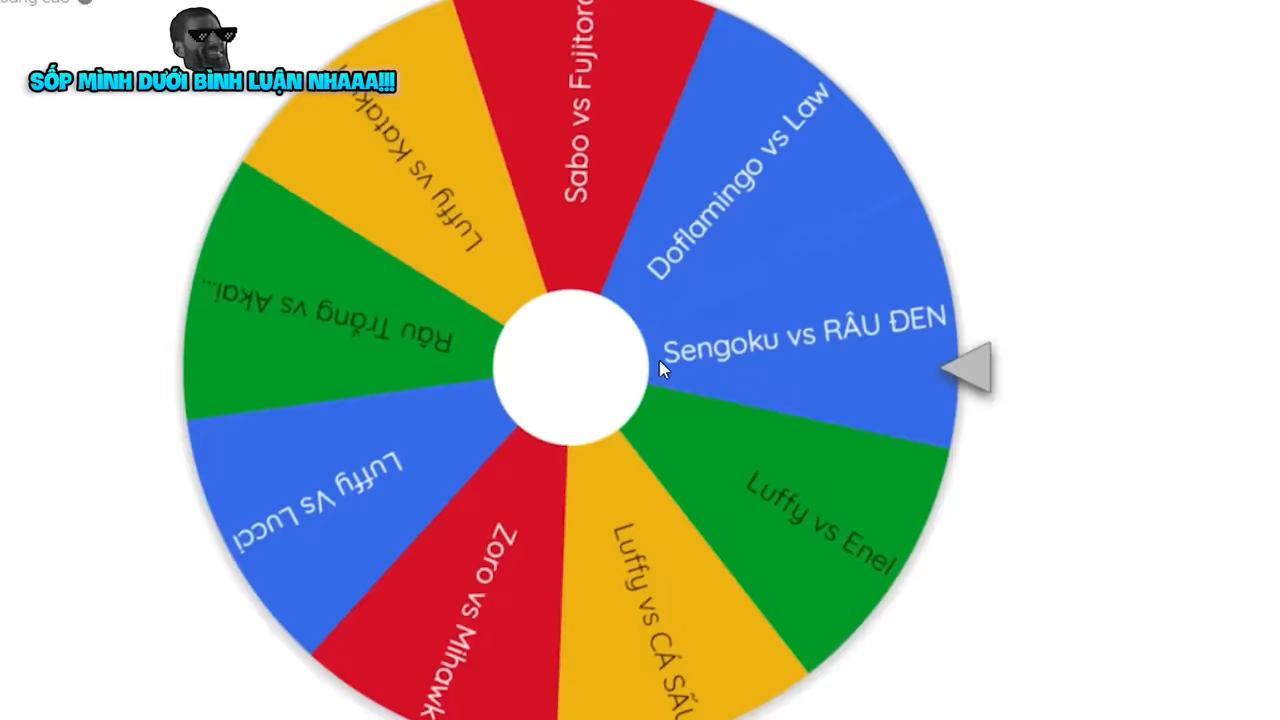 SỐP MÌNH DƯỚI BÌNH LUẬN NHAAA!!!
Sabo vs Fujitora
Doflamingo vs Law
Sengoku vs RÂU ĐEN
Luffy vs Enel
Luffy vs CÁ SẤU
Zoro vs Mihawk
Luffy Vs Lucci
Râu Trắng vs Akai...
Luffy vs Kataku